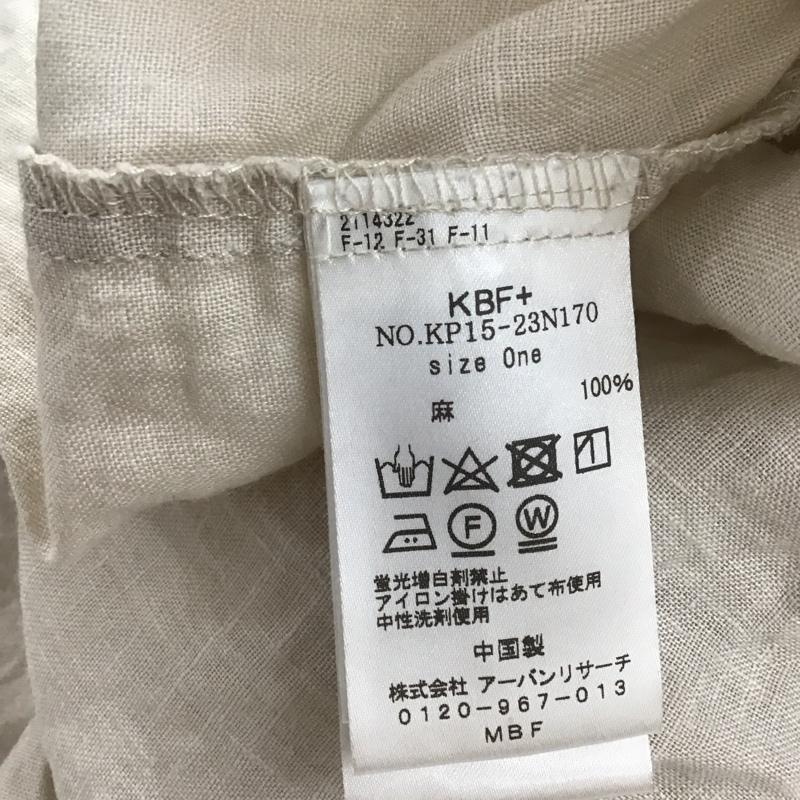 2114322
F-12 F-31 F-11
KBF+
NO.KP15-23N170
size One
麻 100%
F W
蛍光増白剤禁止
アイロン掛けはあて布使用
中性洗剤使用
中国製
株式会社 アーバンリサーチ
0120-967-013
MBF